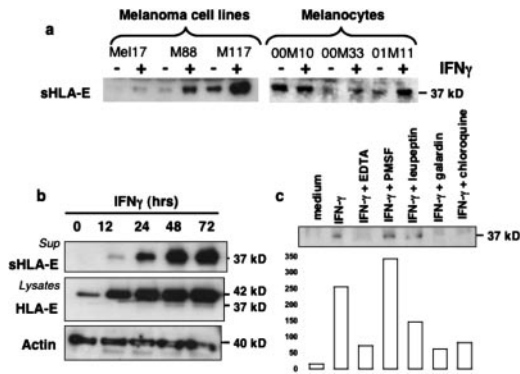 Melanoma cell lines Melanocytes
a
Mel17 M88 M117 00M10 00M33 01M11
- + - + - + - + - + - + IFNγ
sHLA-E 37 kD
b
IFNγ (hrs)
0 12 24 48 72
Sup
sHLA-E 37 kD
Lysates
HLA-E 42 kD
37 kD
Actin 40 kD
c
medium
IFN-γ
IFN-γ + EDTA
IFN-γ + PMSF
IFN-γ + leupeptin
IFN-γ + galardin
IFN-γ + chloroquine
37 kD
350
300
250
200
150
100
50
0